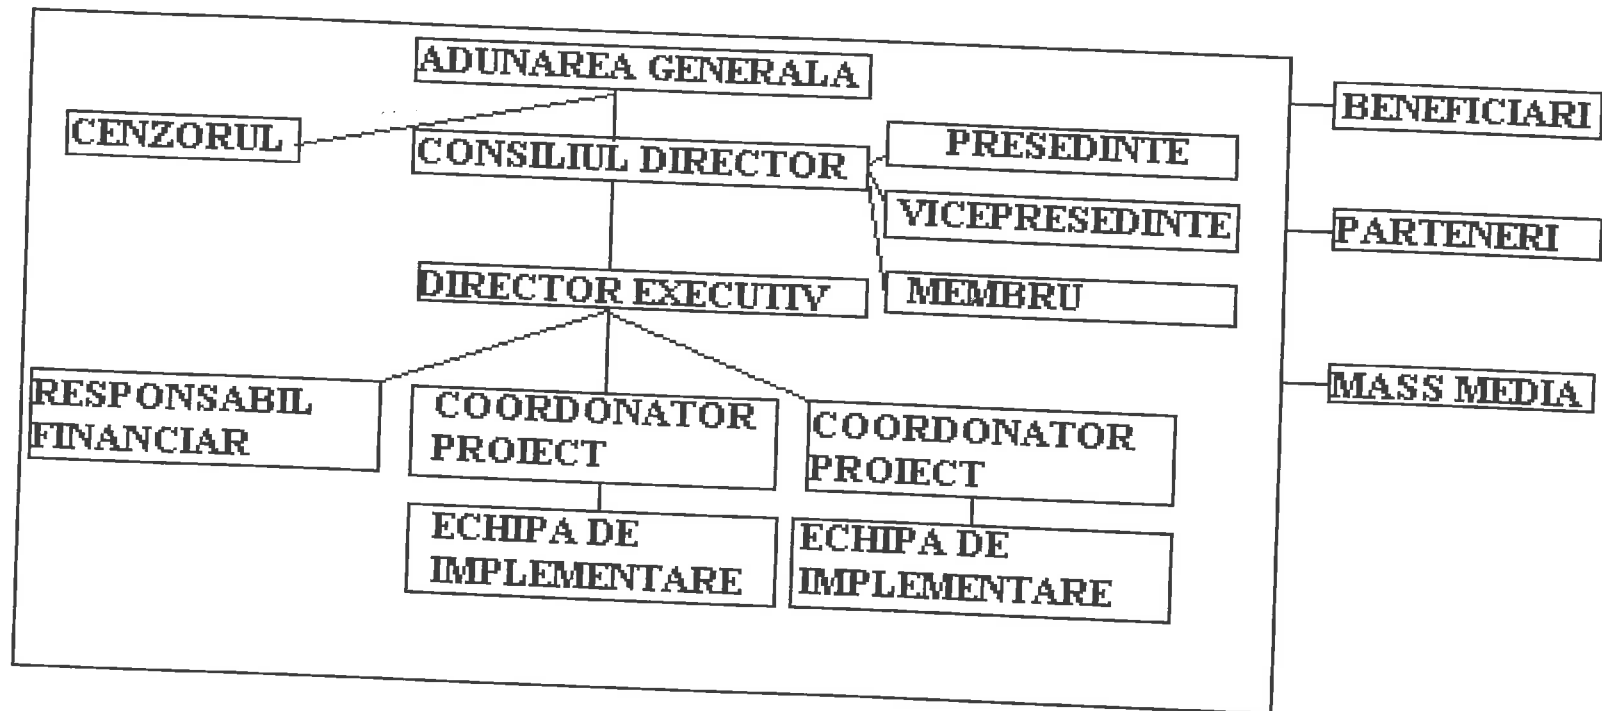 ADUNAREA GENERALA
CENZORUL
CONSILIUL DIRECTOR
PRESEDINTE
VICEPRESEDINTE
MEMBRU
DIRECTOR EXECUTIV
RESPONSABIL
FINANCIAR
COORDONATOR
PROIECT
COORDONATOR
PROIECT
ECHIPA DE
IMPLEMENTARE
ECHIPA DE
IMPLEMENTARE
BENEFICIARI
PARTENERI
MASS MEDIA